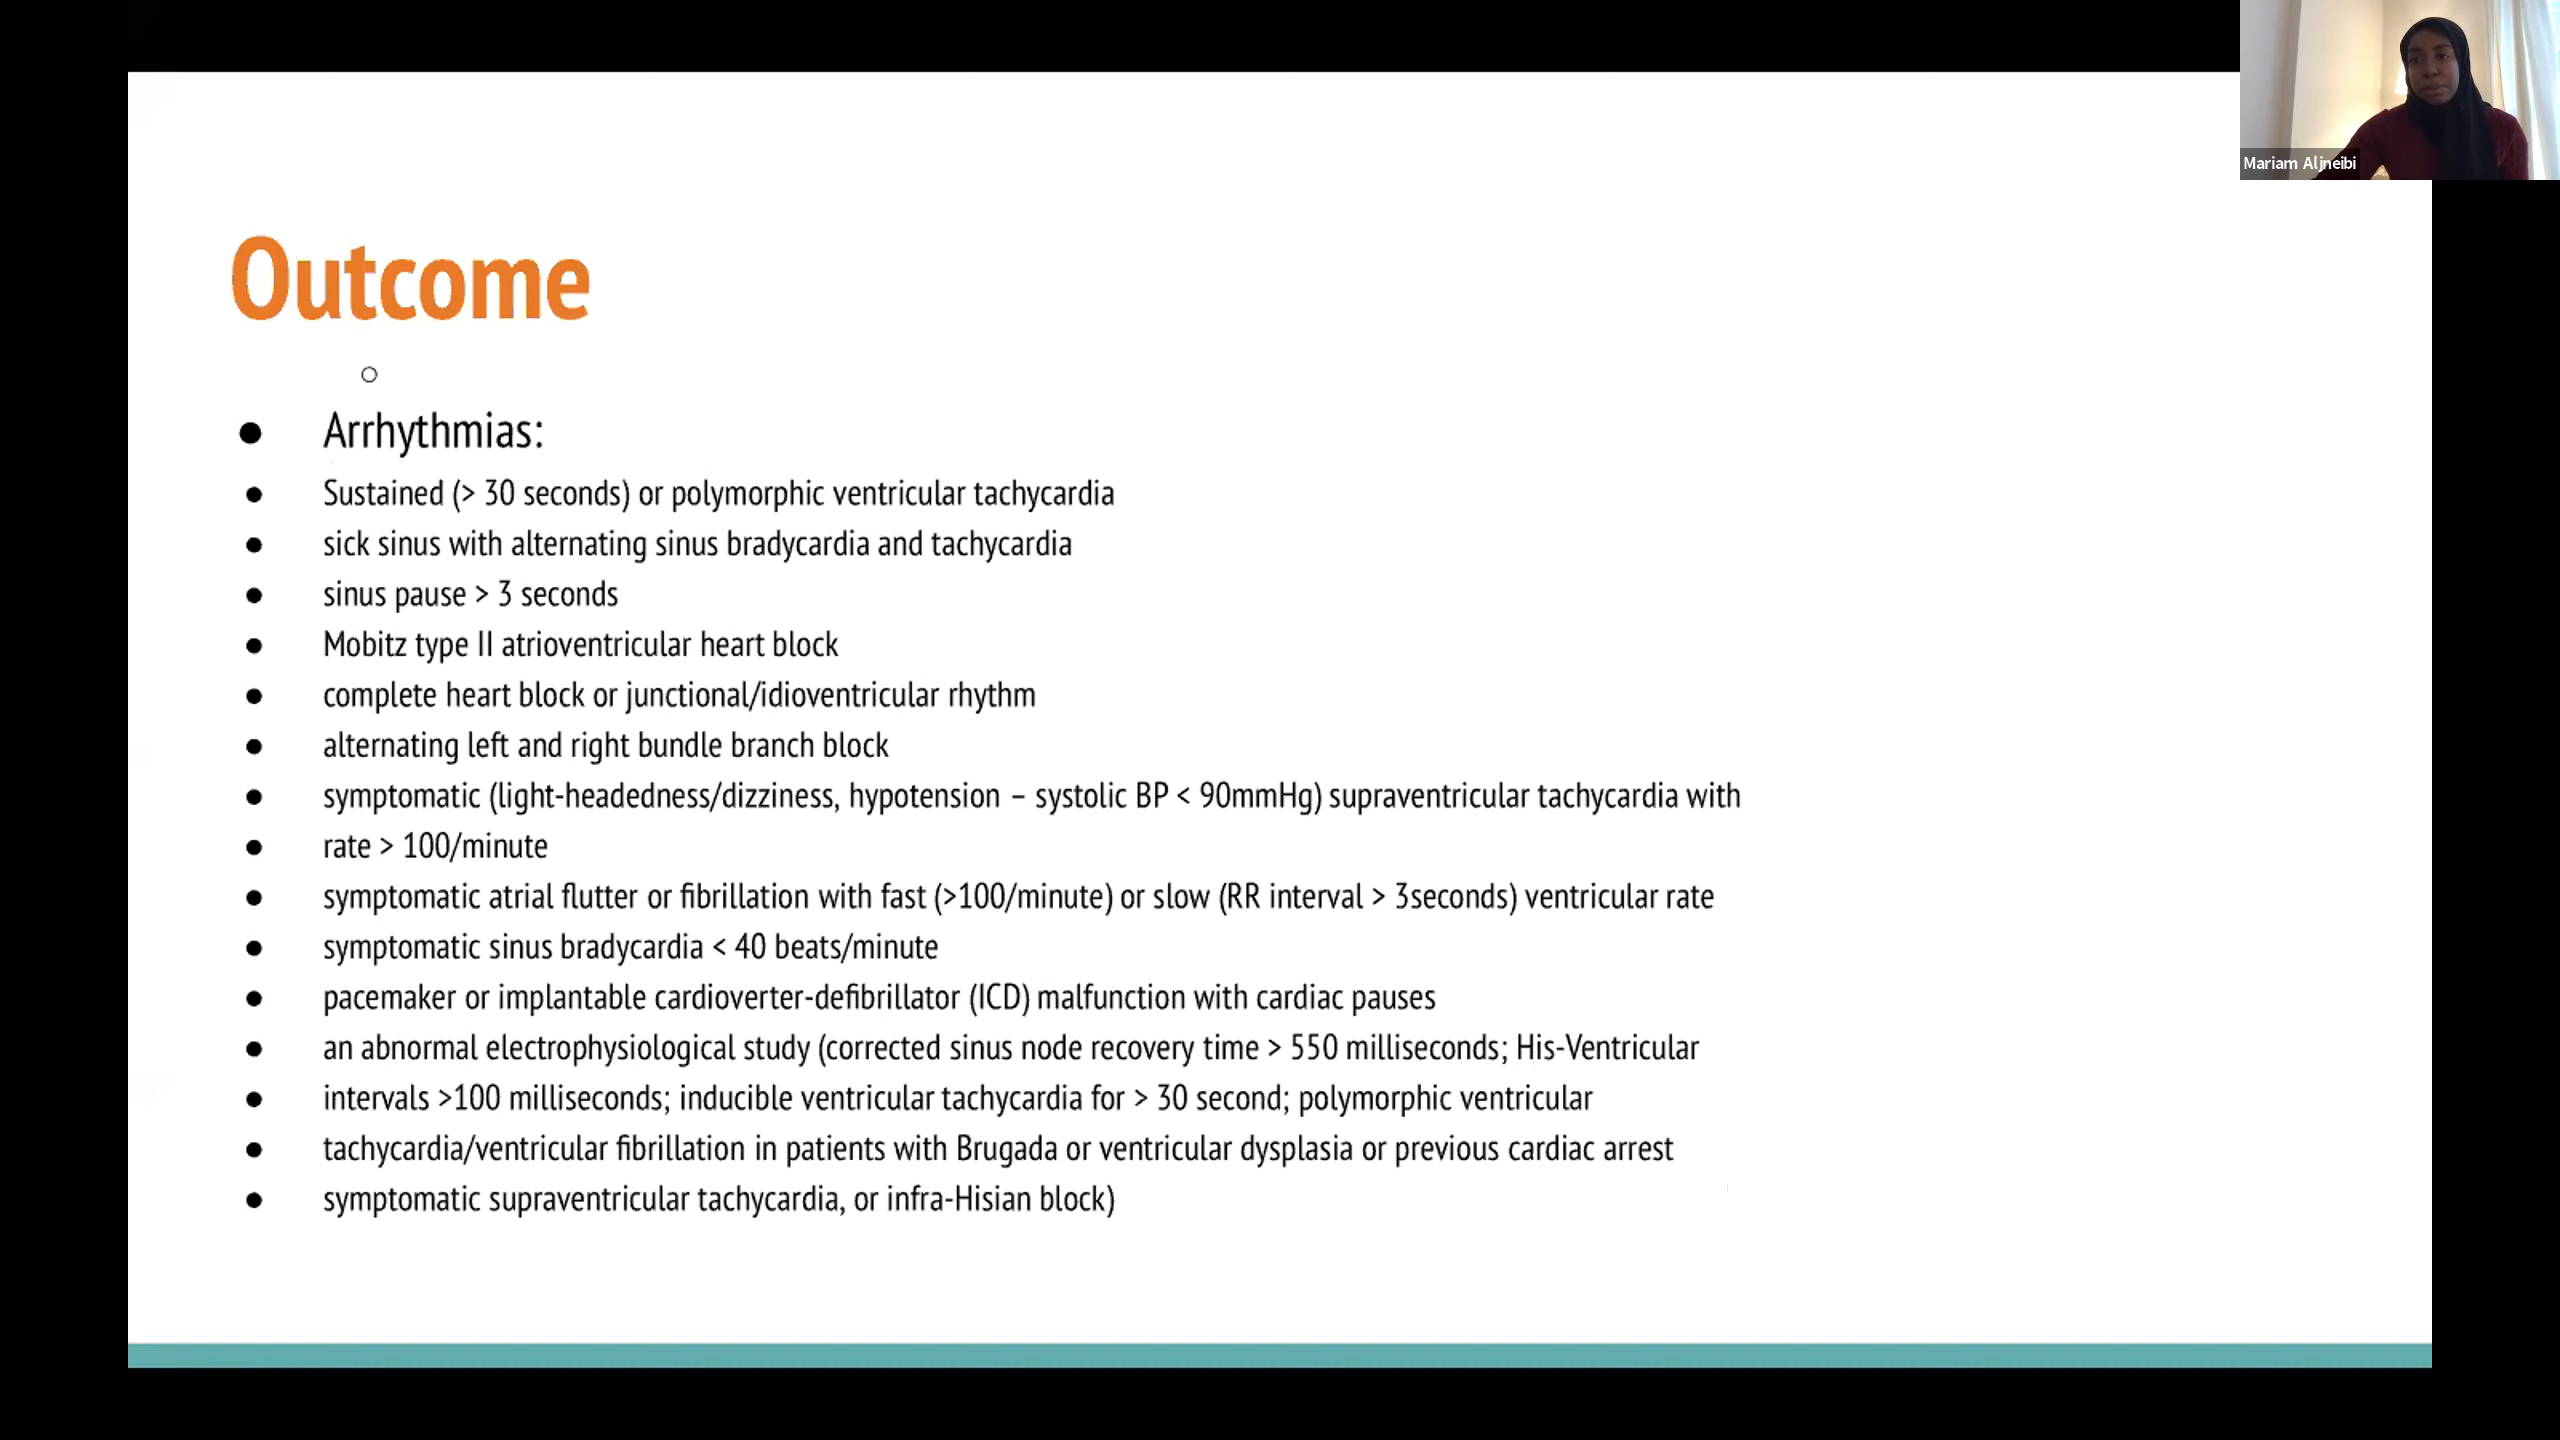 Mariam Aljneibi
Outcome
Arrhythmias:
Sustained (> 30 seconds) or polymorphic ventricular tachycardia
sick sinus with alternating sinus bradycardia and tachycardia
sinus pause > 3 seconds
Mobitz type II atrioventricular heart block
complete heart block or junctional/idioventricular rhythm
alternating left and right bundle branch block
symptomatic (light-headedness/dizziness, hypotension – systolic BP < 90mmHg) supraventricular tachycardia with
rate > 100/minute
symptomatic atrial flutter or fibrillation with fast (>100/minute) or slow (RR interval > 3seconds) ventricular rate
symptomatic sinus bradycardia < 40 beats/minute
pacemaker or implantable cardioverter-defibrillator (ICD) malfunction with cardiac pauses
an abnormal electrophysiological study (corrected sinus node recovery time > 550 milliseconds; His-Ventricular
intervals >100 milliseconds; inducible ventricular tachycardia for > 30 second; polymorphic ventricular
tachycardia/ventricular fibrillation in patients with Brugada or ventricular dysplasia or previous cardiac arrest
symptomatic supraventricular tachycardia, or infra-Hisian block)